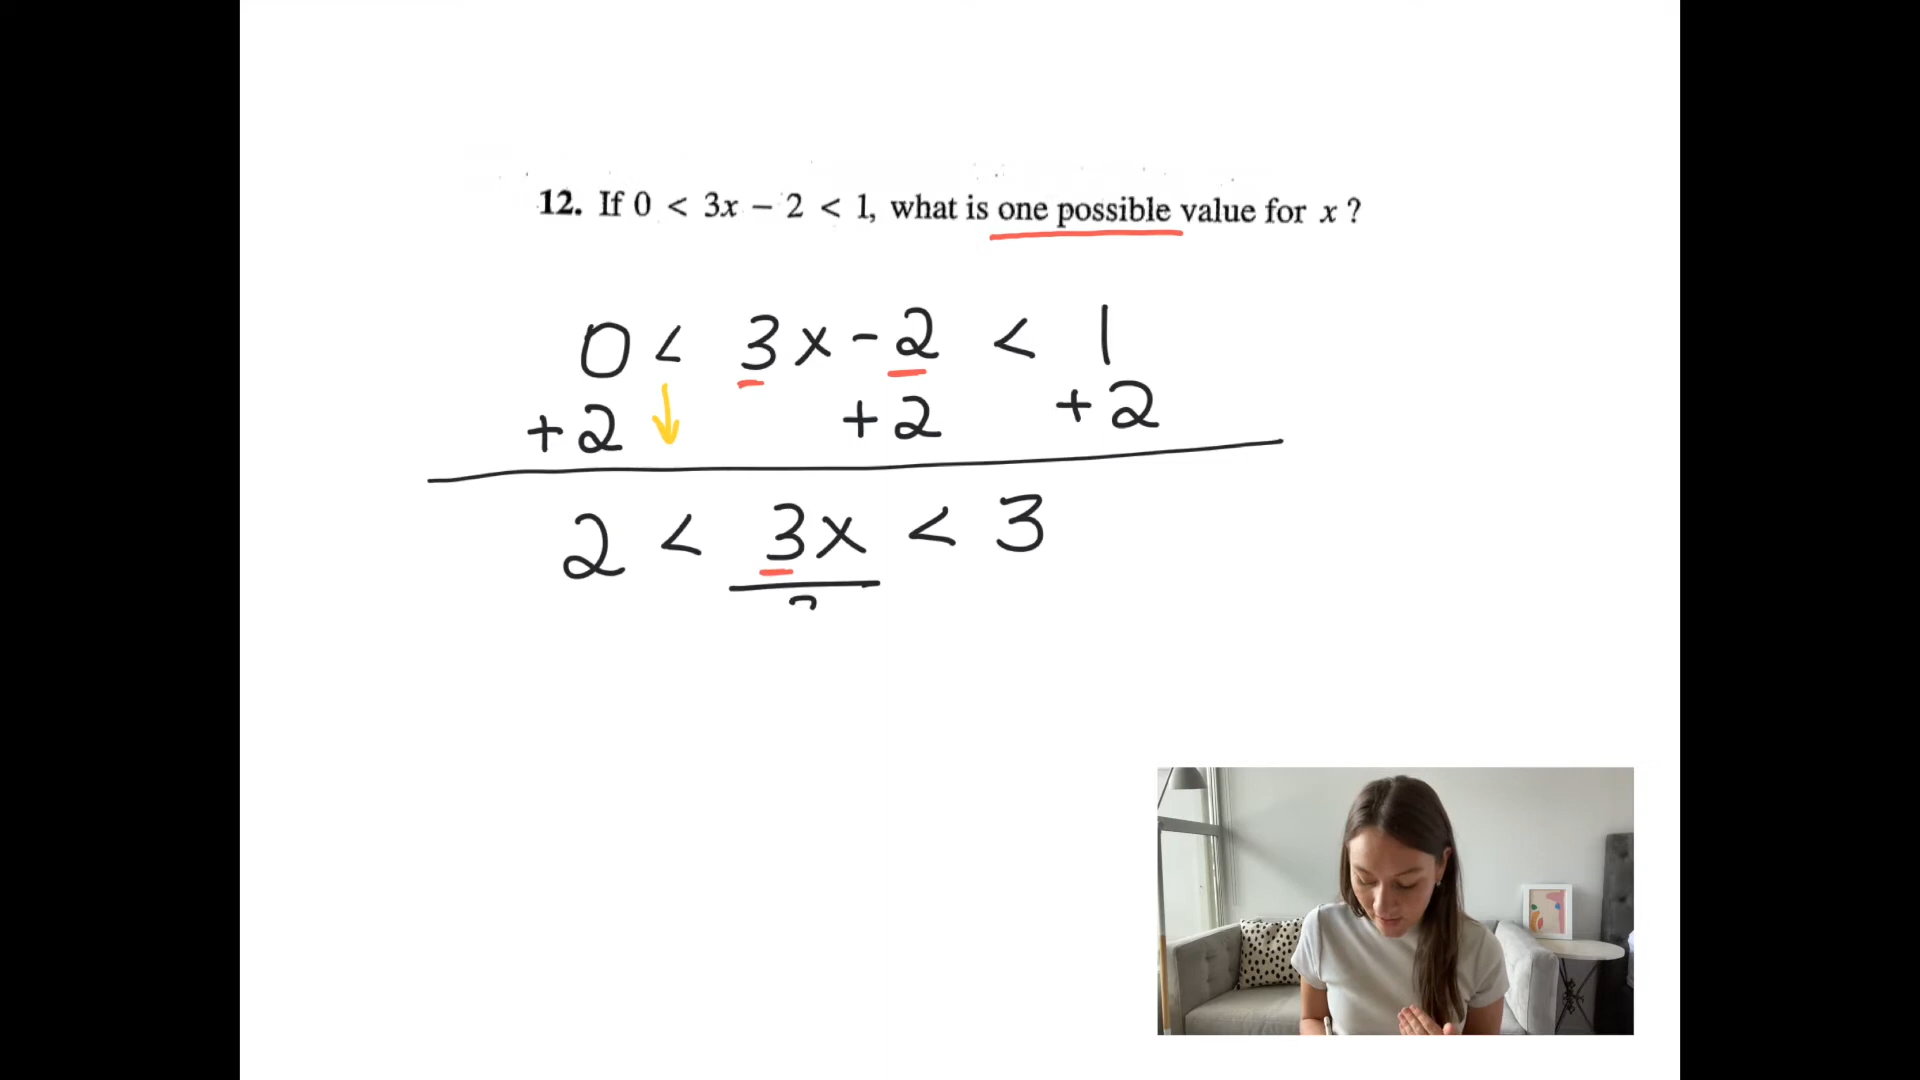 12. If 0 < 3x − 2 < 1, what is one possible value for x ?
0 < 3x - 2 < 1
+2 +2 +2
2 < 3x < 3